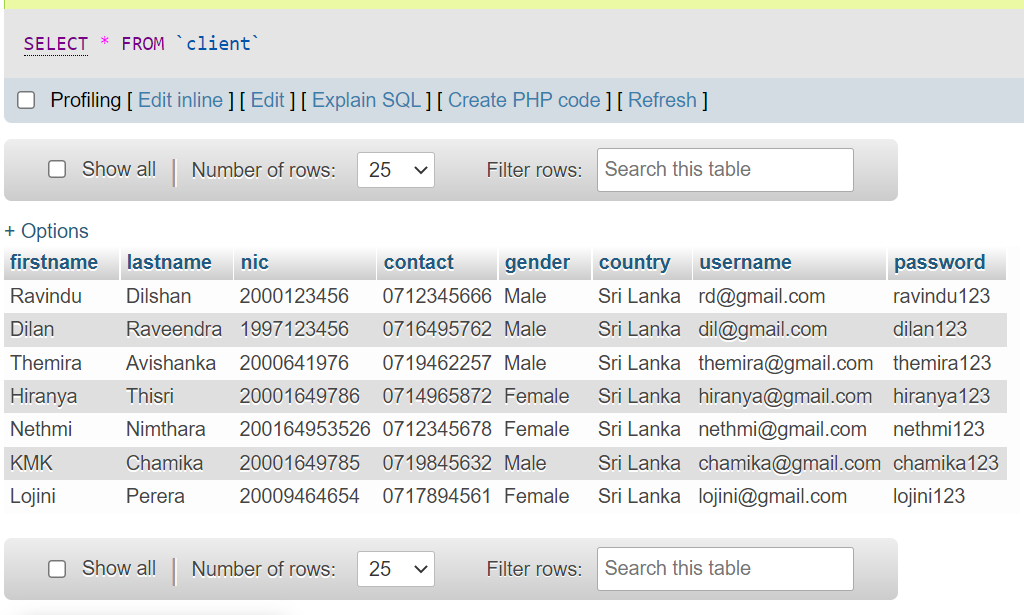 SELECT * FROM `client`
Profiling [ Edit inline ] [ Edit ] [ Explain SQL ] [ Create PHP code ] [ Refresh ]
Show all | Number of rows: 25 Filter rows: Search this table
+ Options
firstname lastname nic contact gender country username password
Ravindu Dilshan 2000123456 0712345666 Male Sri Lanka rd@gmail.com ravindu123
Dilan Raveendra 1997123456 0716495762 Male Sri Lanka dil@gmail.com dilan123
Themira Avishanka 2000641976 0719462257 Male Sri Lanka themira@gmail.com themira123
Hiranya Thisri 20001649786 0714965872 Female Sri Lanka hiranya@gmail.com hiranya123
Nethmi Nimthara 200164953526 0712345678 Female Sri Lanka nethmi@gmail.com nethmi123
KMK Chamika 20001649785 0719845632 Male Sri Lanka chamika@gmail.com chamika123
Lojini Perera 20009464654 0717894561 Female Sri Lanka lojini@gmail.com lojini123
Show all | Number of rows: 25 Filter rows: Search this table